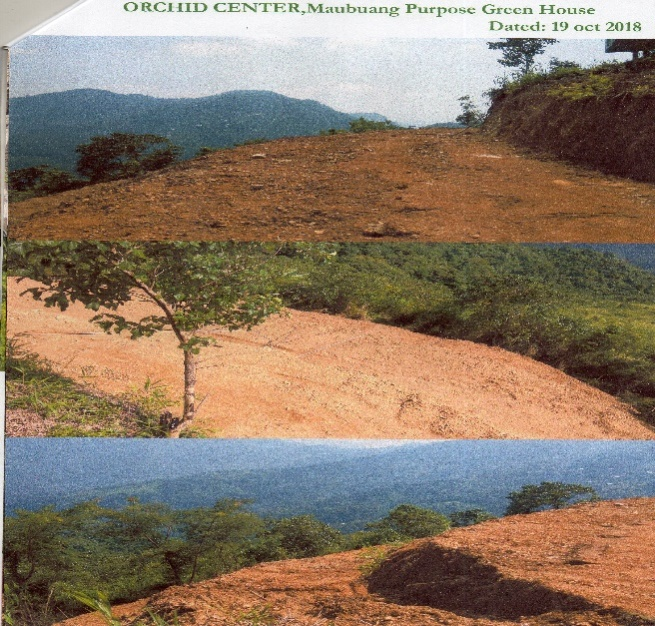 ORCHID CENTER,Maubuang Purpose Green House
Dated: 19 oct 2018